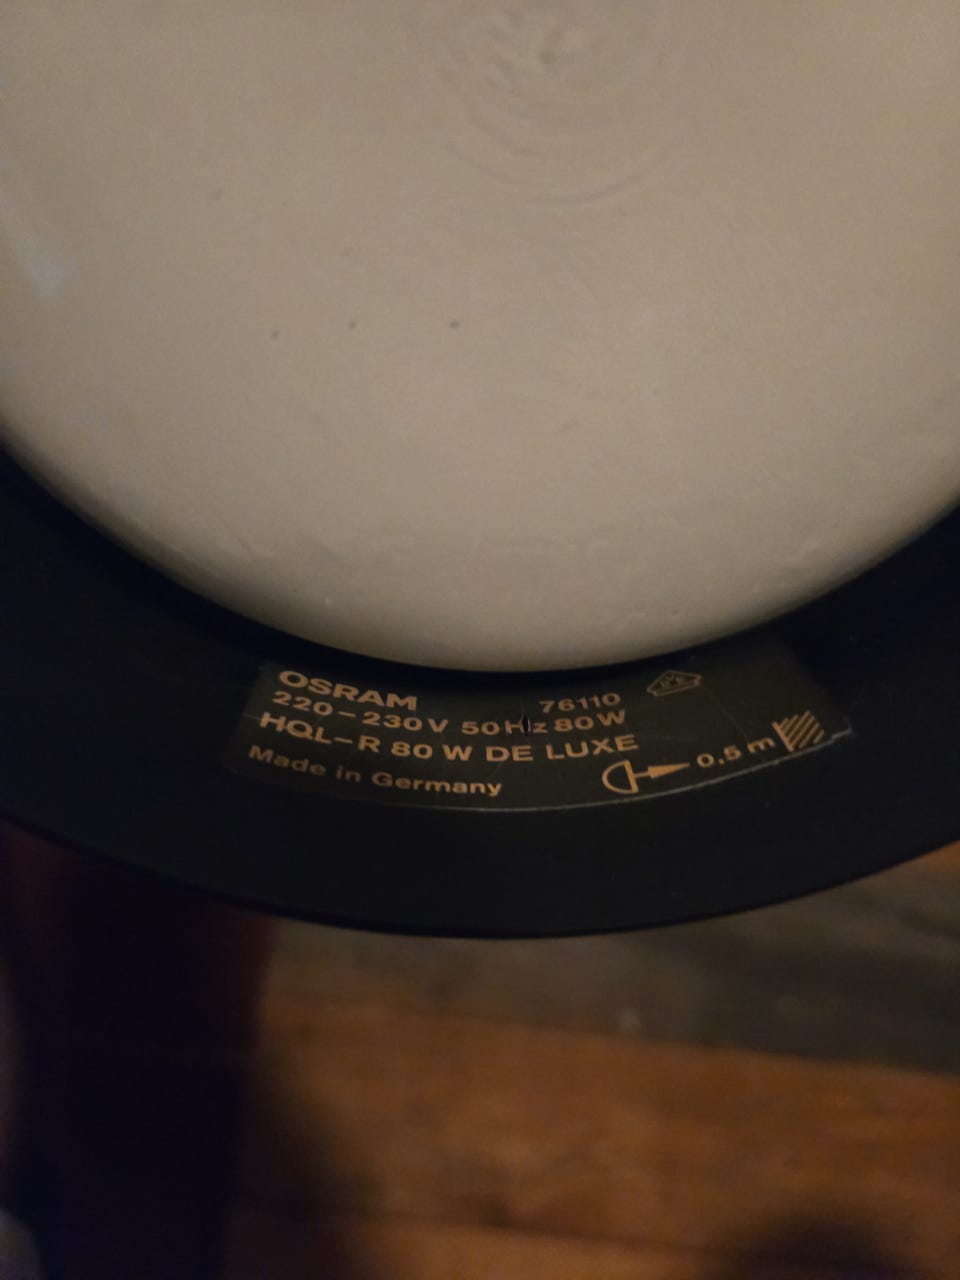 OSRAM 76110
220-230V 50Hz 80W
HQL-R 80 W DE LUXE
Made in Germany 0,5 m